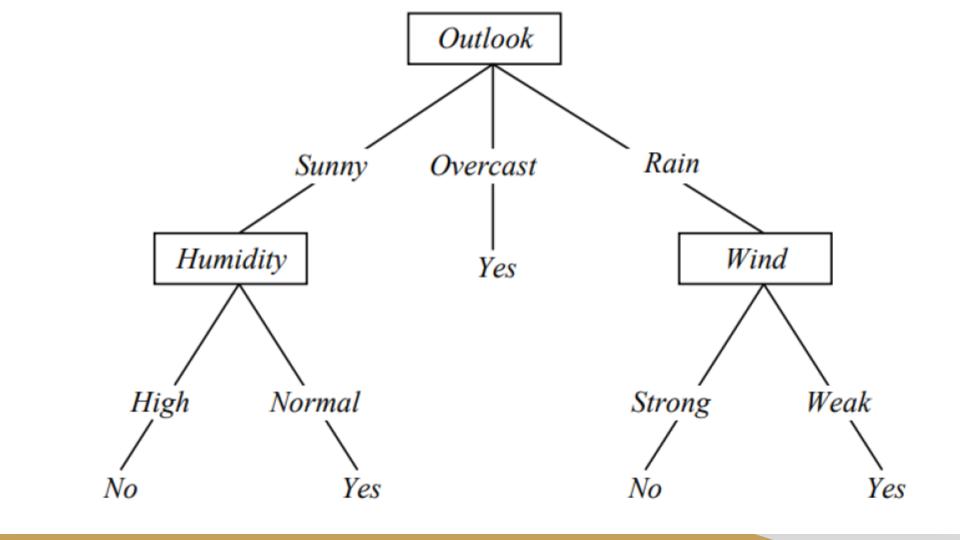 Outlook
Sunny Overcast Rain
Humidity Yes Wind
High Normal Strong Weak
No Yes No Yes